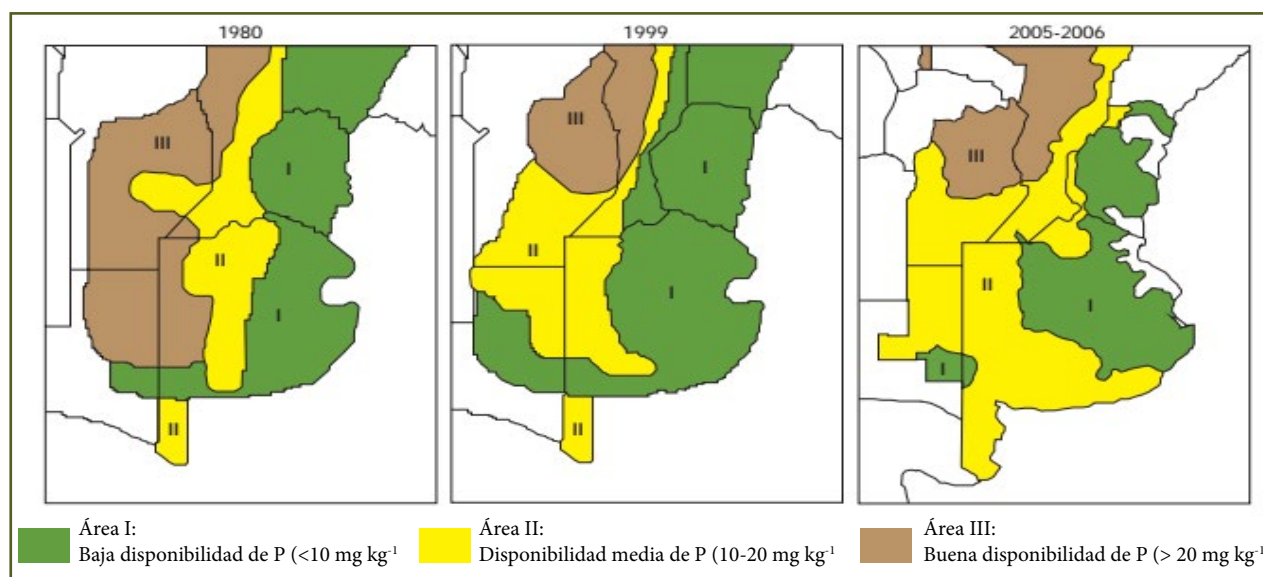 1980
1999
2005-2006
III
I
II
I
II
III
I
II
I
II
III
II
I
I
Área I:
Baja disponibilidad de P (<10 mg kg⁻¹
Área II:
Disponibilidad media de P (10-20 mg kg⁻¹
Área III:
Buena disponibilidad de P (> 20 mg kg⁻¹